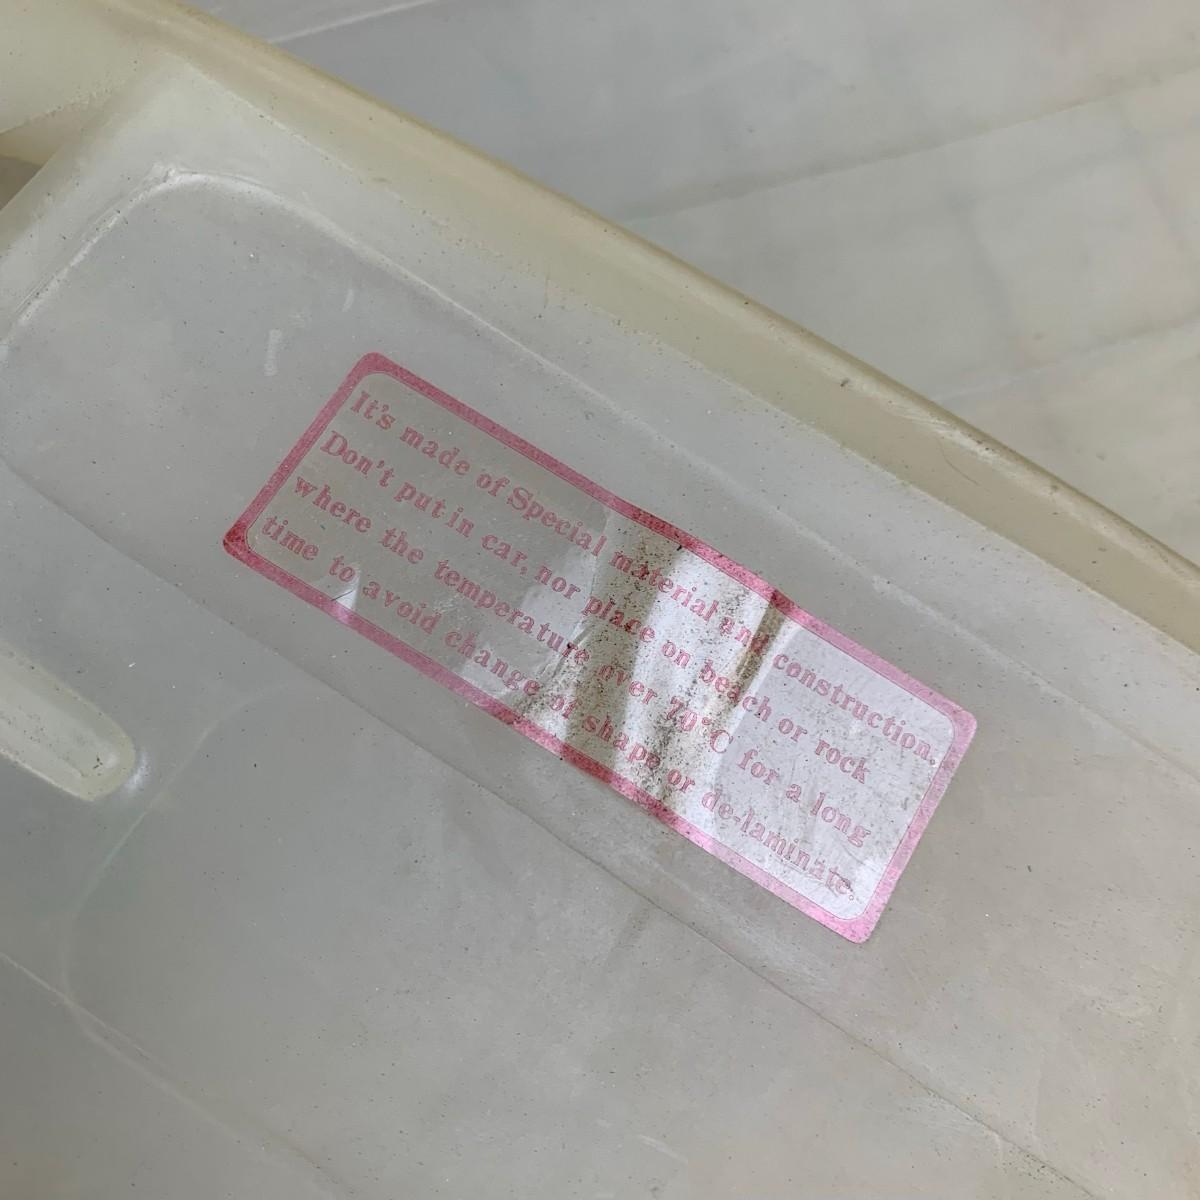 It's made of Special material and construction.
Don't put in car, nor place on beach or rock
where the temperature over 70°C for a long
time to avoid change of shape or de-laminate.